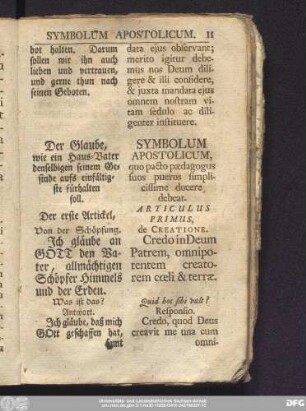 SYMBOLUM APOSTOLICUM. 11
bot halten. Darum
sollen wir ihn auch
lieben und vertrauen,
und gerne thun nach
seinen Geboten.
Der Glaube,
wie ein Haus-Vater
denselbigen seinem Ge-
sinde aufs einfältig-
ste fürhalten
soll.
Der erste Artickel,
Von der Schöpfung.
Ich gläube an
GOTT den Va-
ter, allmächtigen
Schöpfer Himmels
und der Erden.
Was ist das?
Antwort.
Ich gläube, daß mich
GOtt geschaffen hat,
samt
data ejus observant;
merito igitur debe-
mus nos Deum dili-
gere & illi confidere,
& juxta mandata ejus
omnem nostram vi-
tam sedulo ac dili-
genter instituere.
SYMBOLUM
APOSTOLICUM,
quo pacto pædagogus
suos pueros simpli-
cissime docere
debeat.
ARTICULUS
PRIMUS,
de CREATIONE.
Credo in Deum
Patrem, omnipo-
tentem creato-
rem cœli & terræ.
Quid hoc sibi vult?
Responsio.
Credo, quod Deus
creavit me una cum
omni-